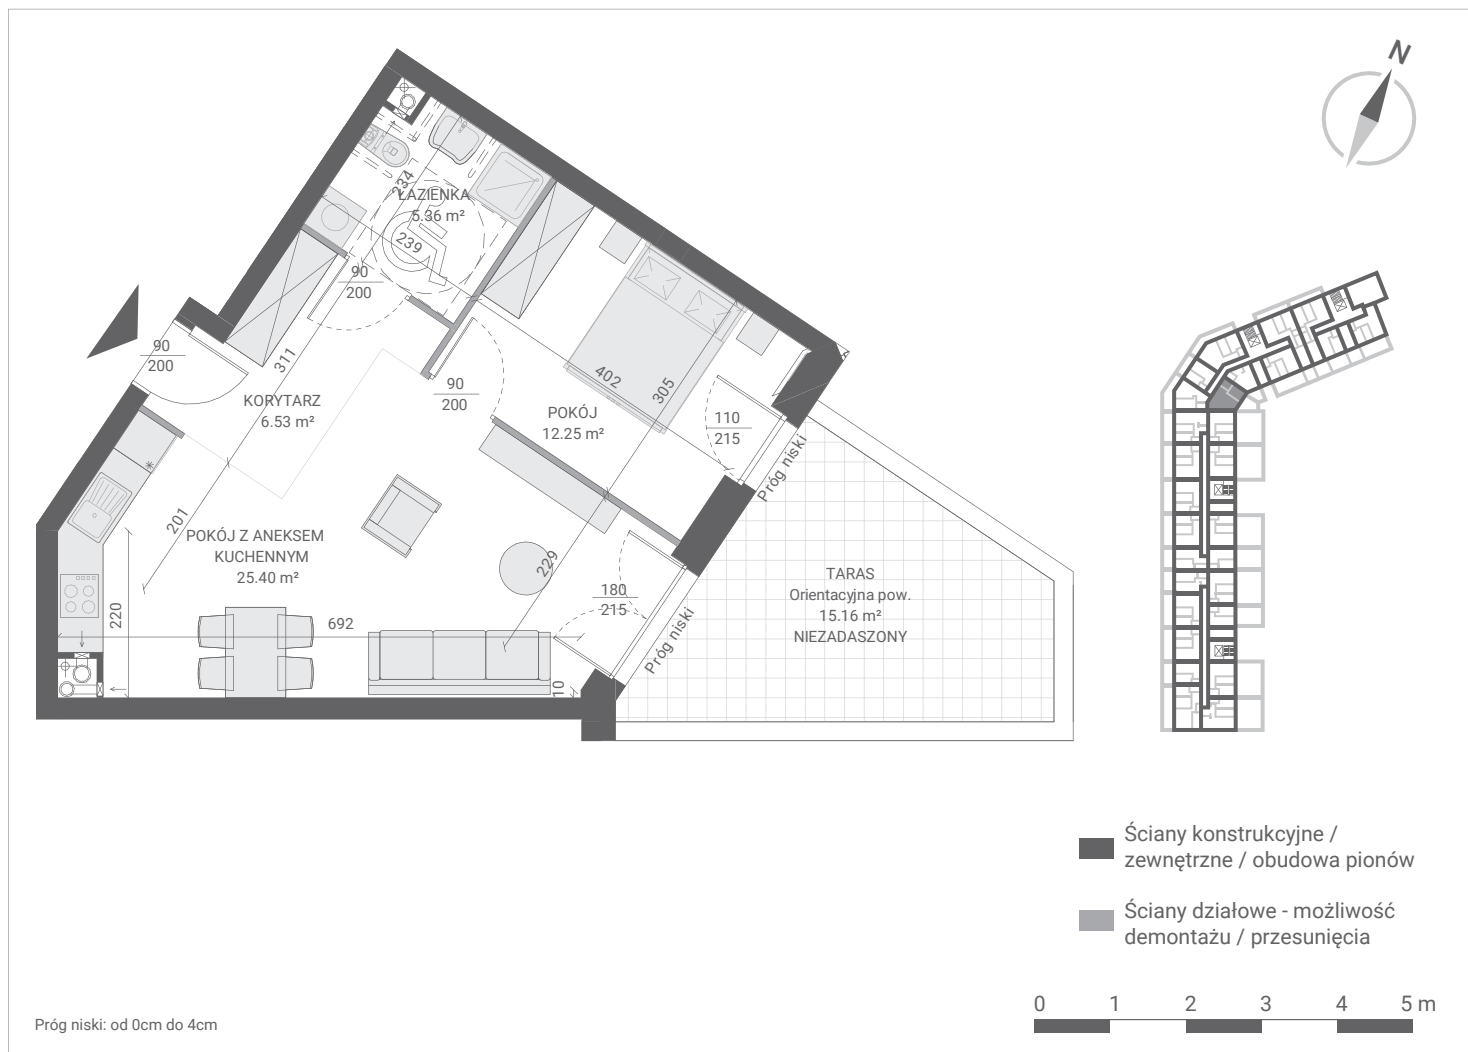 N
ŁAZIENKA
5.36 m²
234
239
90
200
90
200
311
KORYTARZ
6.53 m²
90
200
402
305
POKÓJ
12.25 m²
110
215
Próg niski
201
POKÓJ Z ANEKSEM
KUCHENNYM
25.40 m²
229
220
692
180
215
Próg niski
10
TARAS
Orientacyjna pow.
15.16 m²
NIEZADASZONY
Ściany konstrukcyjne /
zewnętrzne / obudowa pionów
Ściany działowe - możliwość
demontażu / przesunięcia
0 1 2 3 4 5 m
Próg niski: od 0cm do 4cm